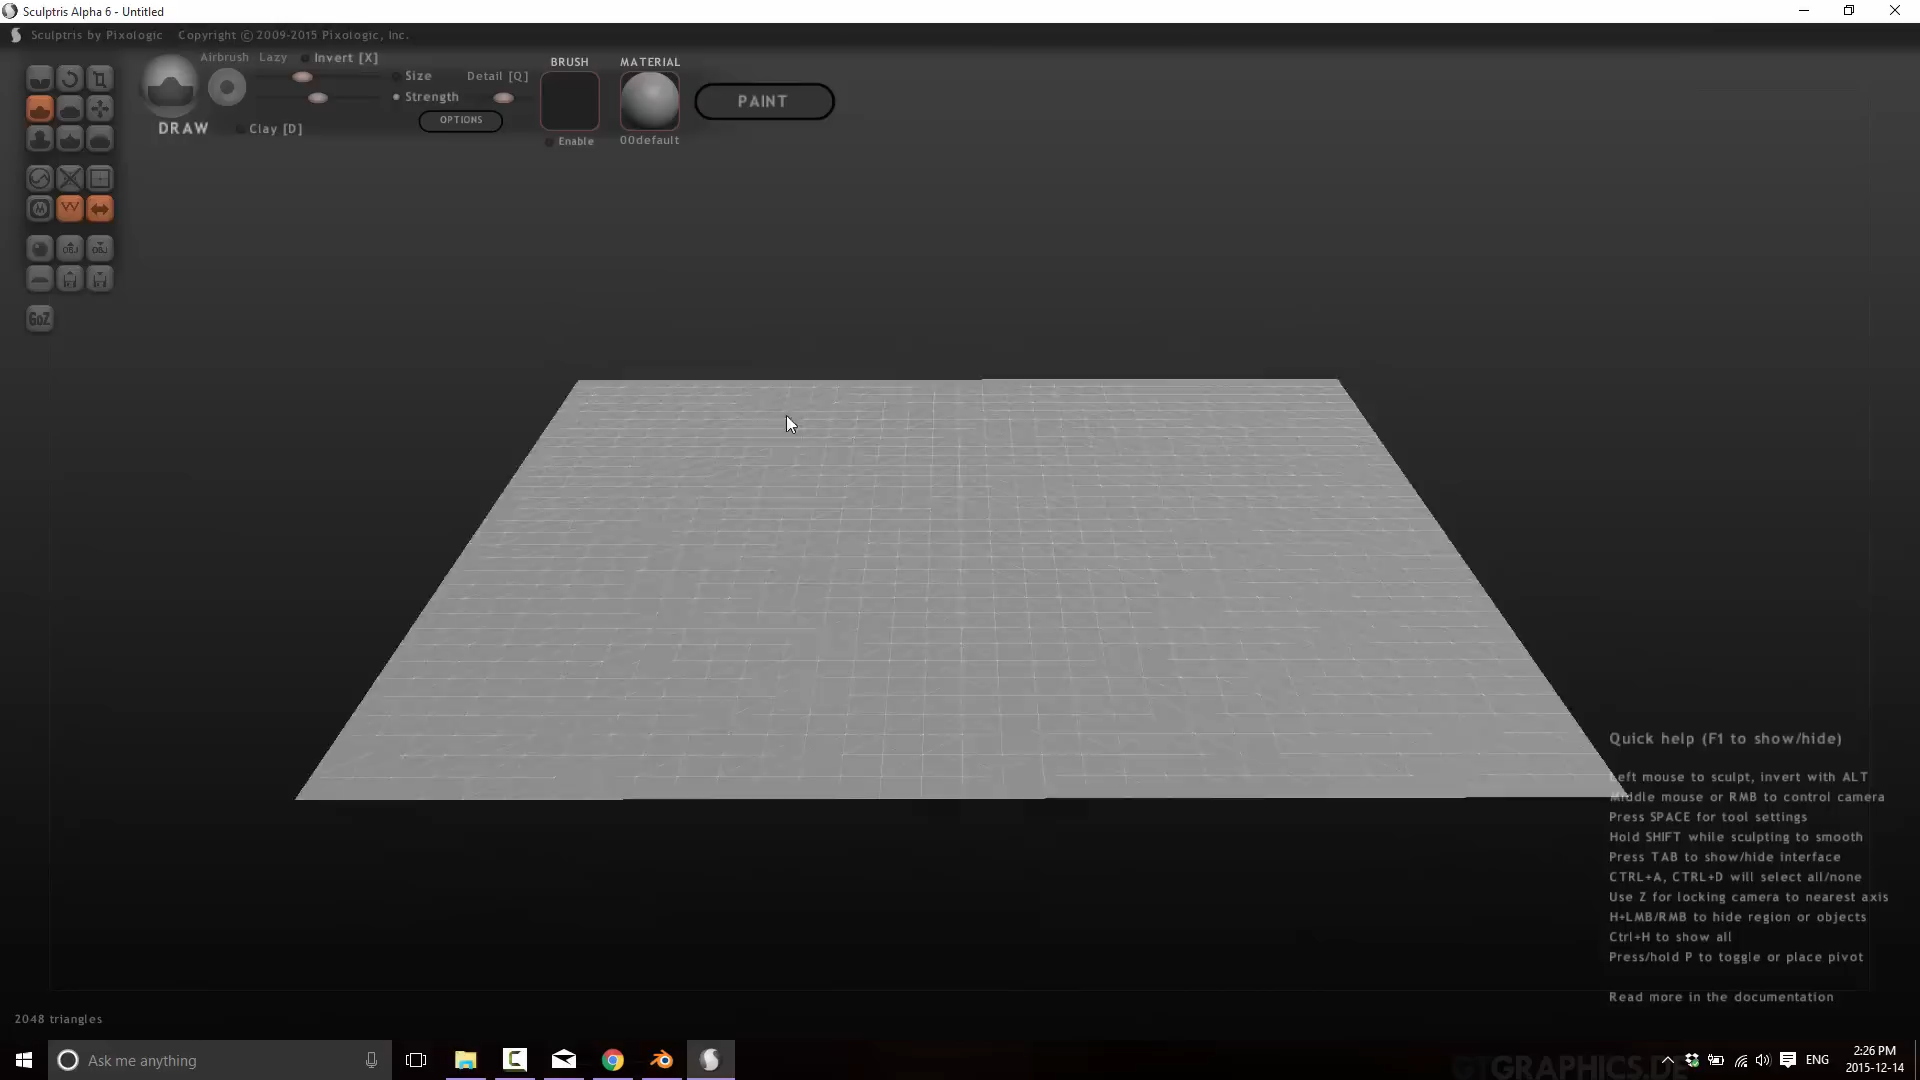 Sculptris Alpha 6 - Untitled
Sculptris by Pixologic Copyright © 2009-2015 Pixologic, Inc.
Airbrush Lazy Invert [X]
Size Detail [Q]
Strength
OPTIONS
DRAW
Clay [D]
BRUSH
Enable
MATERIAL
00default
PAINT
OBJ OBJ
GoZ
Quick help (F1 to show/hide)
Left mouse to sculpt, invert with ALT
Middle mouse or RMB to control camera
Press SPACE for tool settings
Hold SHIFT while sculpting to smooth
Press TAB to show/hide interface
CTRL+A, CTRL+D will select all/none
Use Z for locking camera to nearest axis
H+LMB/RMB to hide region or objects
Ctrl+H to show all
Press/hold P to toggle or place pivot
Read more in the documentation
2048 triangles
GTGRAPHICS.DE
Ask me anything
ENG
2:26 PM
2015-12-14